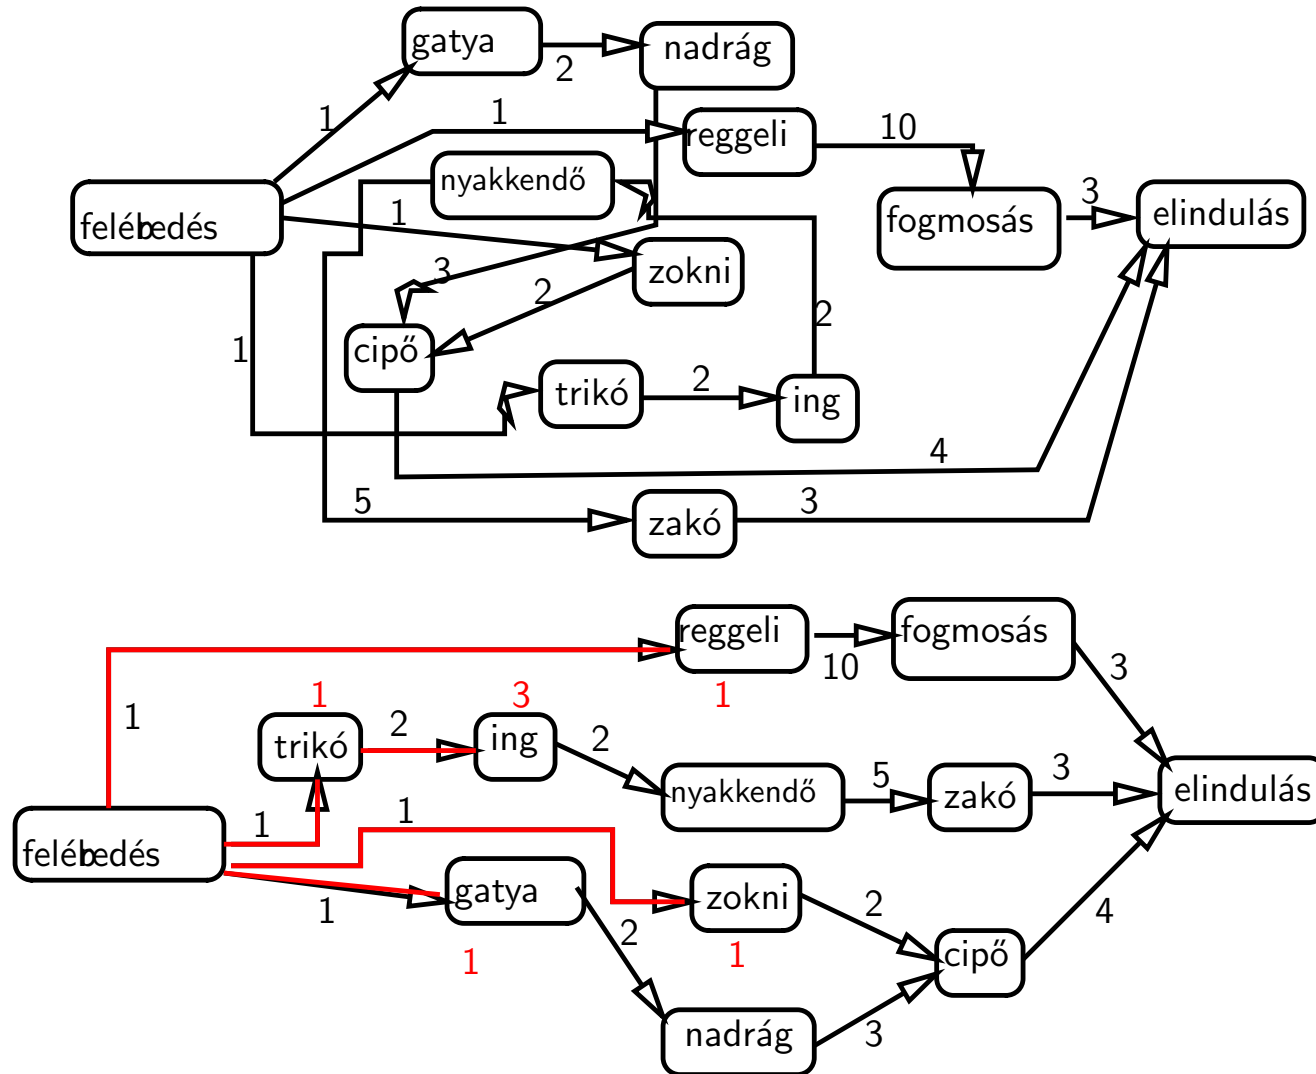 gatya
2
nadrág
1
1
reggeli
10
nyakkendő
felébredés
1
fogmosás
3
elindulás
zokni
3
2
2
1
cipő
trikó
2
ing
4
5
zakó
3
reggeli
10
fogmosás
3
1
1
3
1
trikó
2
ing
2
nyakkendő
5
zakó
3
elindulás
1
1
felébredés
gatya
1
1
zokni
1
2
2
cipő
4
nadrág
3